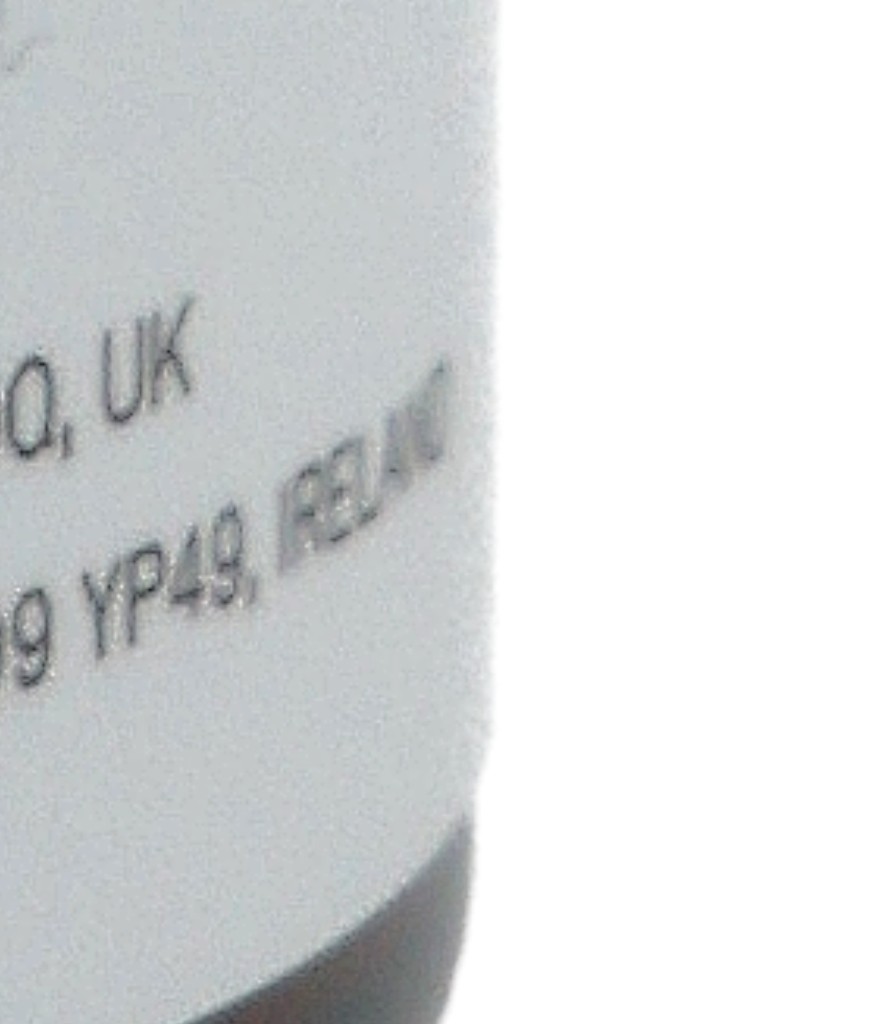 Q, UK
9 YP49, IRELAND